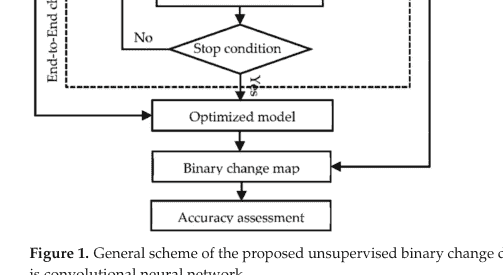 End-to-End
No
Stop condition
Yes
Optimized model
Binary change map
Accuracy assessment
Figure 1. General scheme of the proposed unsupervised binary change
is convolutional neural network